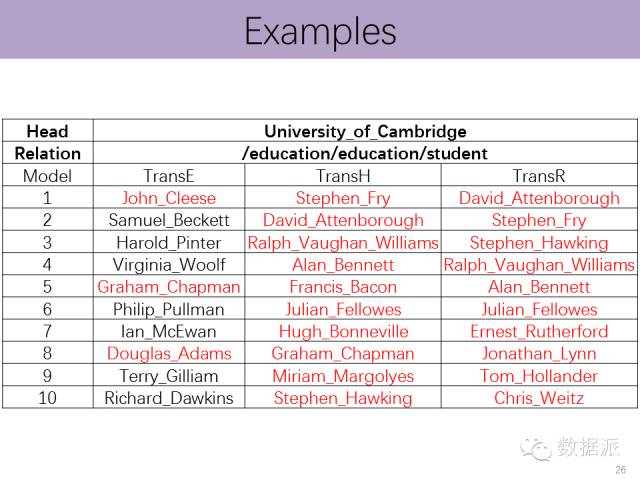 Examples
Head University_of_Cambridge
Relation /education/education/student
Model TransE TransH TransR
1 John_Cleese Stephen_Fry David_Attenborough
2 Samuel_Beckett David_Attenborough Stephen_Fry
3 Harold_Pinter Ralph_Vaughan_Williams Stephen_Hawking
4 Virginia_Woolf Alan_Bennett Ralph_Vaughan_Williams
5 Graham_Chapman Francis_Bacon Alan_Bennett
6 Philip_Pullman Julian_Fellowes Julian_Fellowes
7 Ian_McEwan Hugh_Bonneville Ernest_Rutherford
8 Douglas_Adams Graham_Chapman Jonathan_Lynn
9 Terry_Gilliam Miriam_Margolyes Tom_Hollander
10 Richard_Dawkins Stephen_Hawking Chris_Weitz
数据派
26